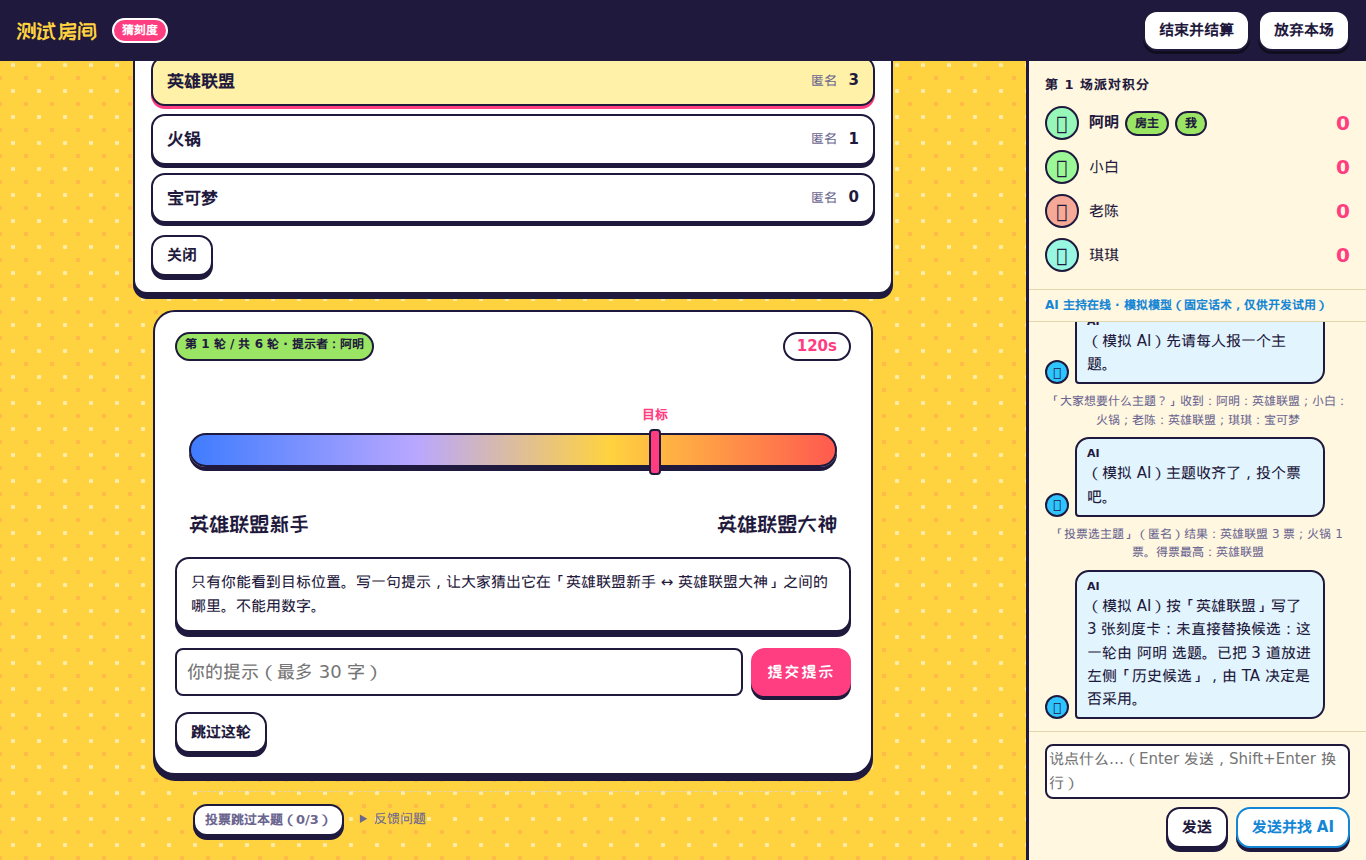 测试房间 猜刻度 结束并结算 放弃本场
英雄联盟 匿名 3
火锅 匿名 1
宝可梦 匿名 0
关闭
第 1 轮 / 共 6 轮 · 提示者：阿明 120s
目标
英雄联盟新手 英雄联盟大神
只有你能看到目标位置。写一句提示，让大家猜出它在「英雄联盟新手 ↔ 英雄联盟大神」之间的
哪里。不能用数字。
你的提示（最多 30 字） 提交提示
跳过这轮
投票跳过本题（0/3） ▶ 反馈问题
第 1 场派对积分
阿明 房主 我 0
小白 0
老陈 0
琪琪 0
AI 主持在线 · 模拟模型（固定话术，仅供开发试用）
AI
（模拟 AI）先请每人报一个主
题。
「大家想要什么主题？」收到：阿明：英雄联盟；小白：
火锅；老陈：英雄联盟；琪琪：宝可梦
AI
（模拟 AI）主题收齐了，投个票
吧。
「投票选主题」（匿名）结果：英雄联盟 3 票；火锅 1
票。得票最高：英雄联盟
AI
（模拟 AI）按「英雄联盟」写了
3 张刻度卡：未直接替换候选：这
一轮由 阿明 选题。已把 3 道放进
左侧「历史候选」，由 TA 决定是
否采用。
说点什么…（Enter 发送，Shift+Enter 换
行）
发送 发送并找 AI